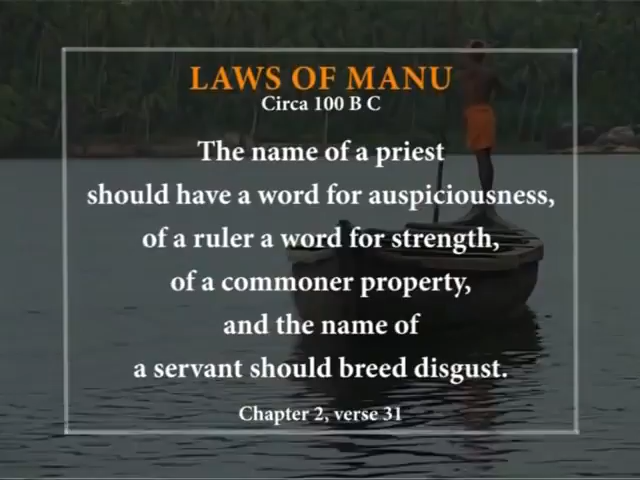 LAWS OF MANU
Circa 100 B C
The name of a priest
should have a word for auspiciousness,
of a ruler a word for strength,
of a commoner property,
and the name of
a servant should breed disgust.
Chapter 2, verse 31